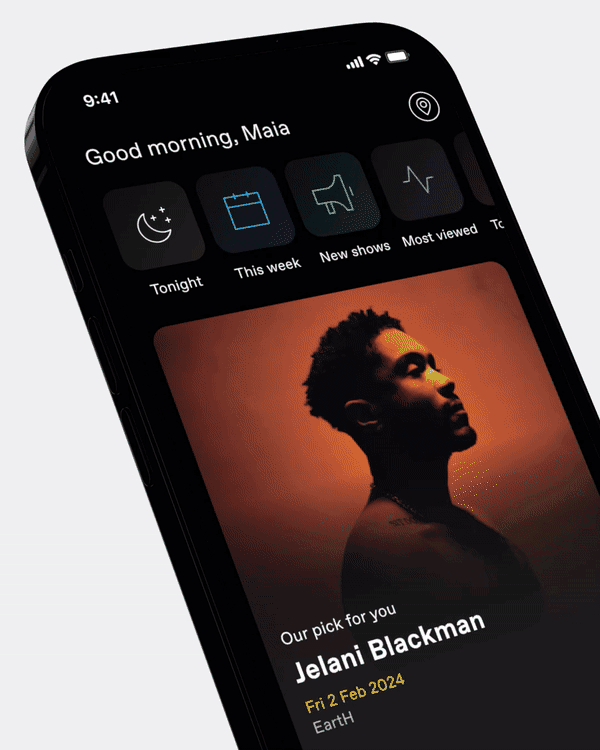 9:41
Good morning, Maia
Tonight
This week
New shows
Most viewed
Our pick for you
Jelani Blackman
Fri 2 Feb 2024
EartH